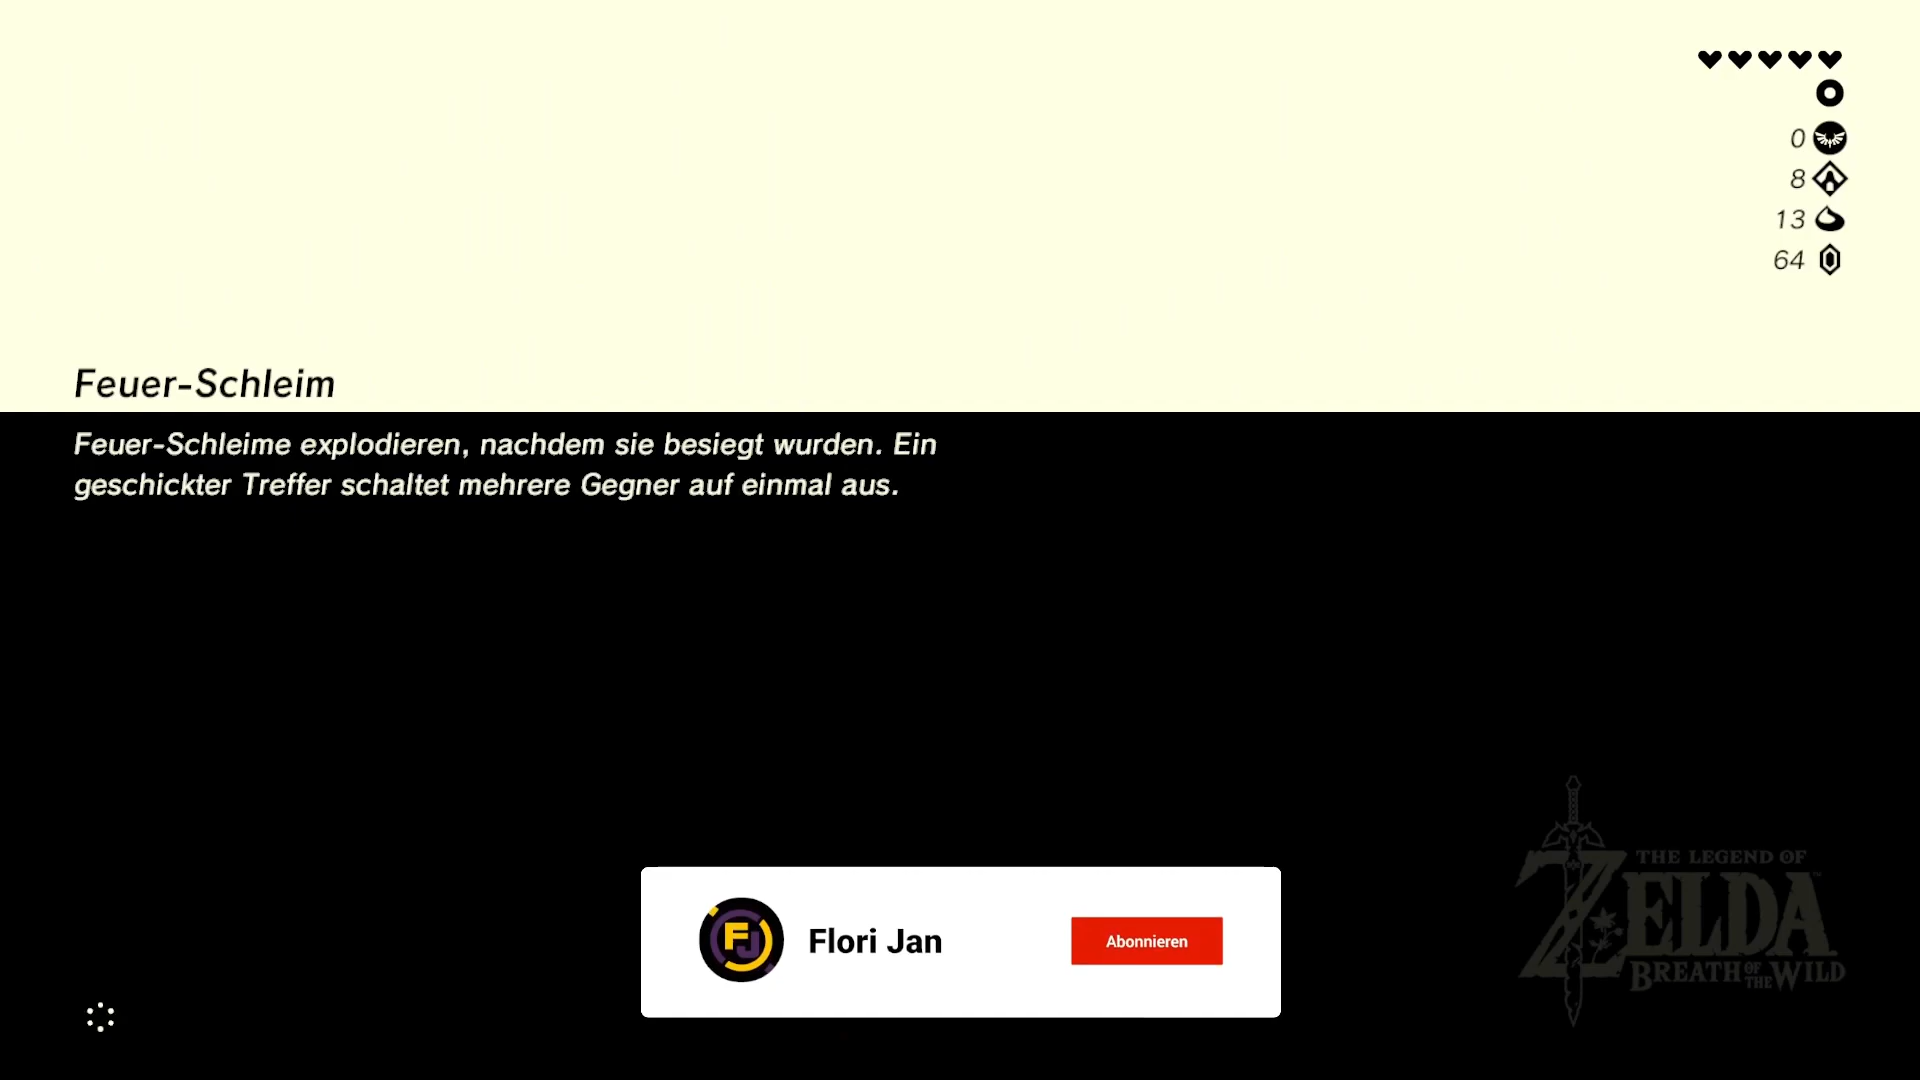 0
8
13
64
Feuer-Schleim
Feuer-Schleime explodieren, nachdem sie besiegt wurden. Ein
geschickter Treffer schaltet mehrere Gegner auf einmal aus.
THE LEGEND OF
ZELDA
BREATH OF THE WILD
FJ
Flori Jan
Abonnieren